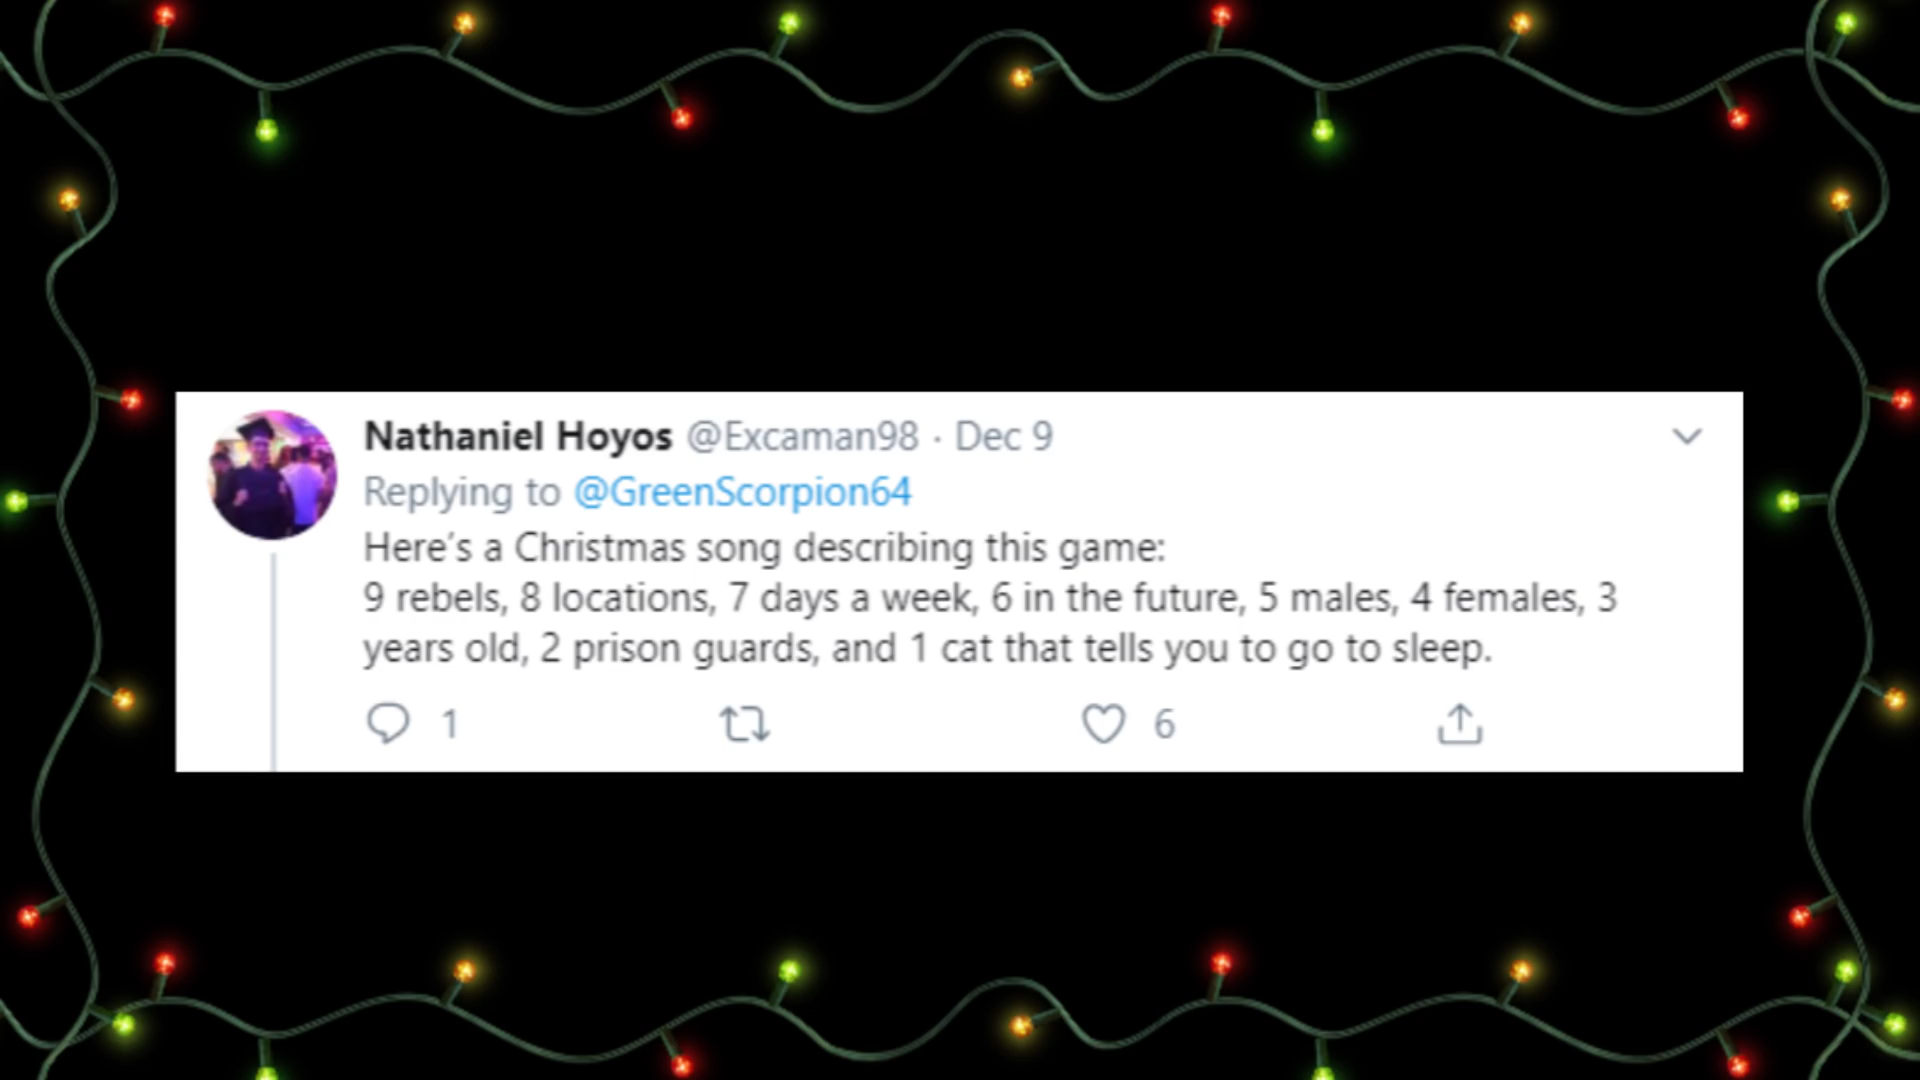 Nathaniel Hoyos @Excaman98 · Dec 9
Replying to @GreenScorpion64
Here’s a Christmas song describing this game:
9 rebels, 8 locations, 7 days a week, 6 in the future, 5 males, 4 females, 3
years old, 2 prison guards, and 1 cat that tells you to go to sleep.
1 6